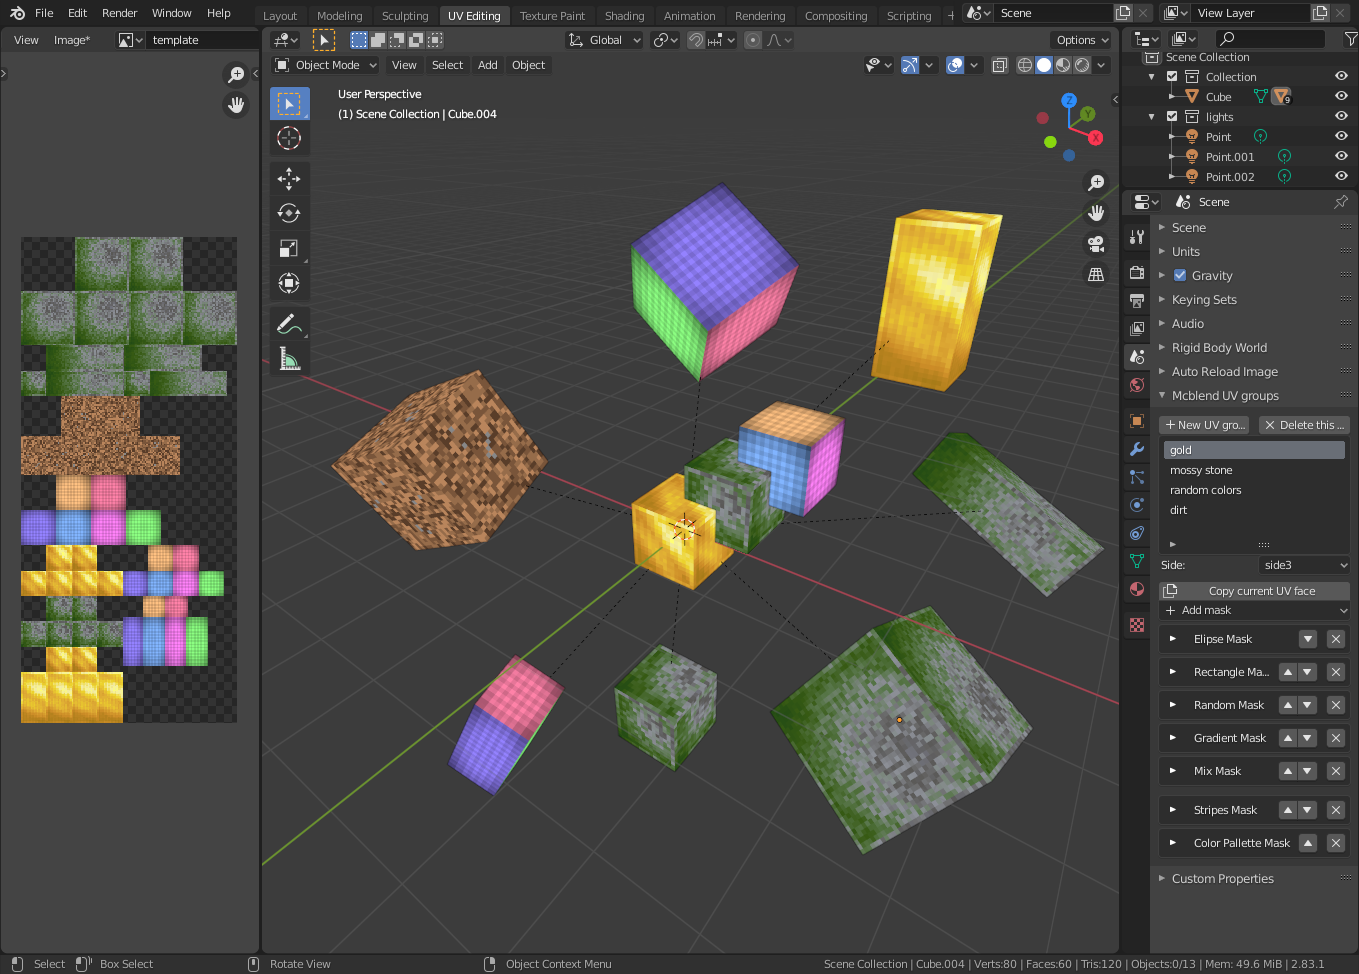 File Edit Render Window Help Layout Modeling Sculpting UV Editing Texture Paint Shading Animation Rendering Compositing Scripting + Scene View Layer
View Image* template Global Options
Object Mode View Select Add Object
User Perspective
(1) Scene Collection | Cube.004
Z
Y
X
Scene Collection
Collection
Cube 9
lights
Point
Point.001
Point.002
Scene
Scene
Units
Gravity
Keying Sets
Audio
Rigid Body World
Auto Reload Image
Mcblend UV groups
New UV gro... Delete this ...
gold
mossy stone
random colors
dirt
Side: side3
Copy current UV face
Add mask
Elipse Mask
Rectangle Ma...
Random Mask
Gradient Mask
Mix Mask
Stripes Mask
Color Pallette Mask
Custom Properties
Select Box Select Rotate View Object Context Menu Scene Collection | Cube.004 | Verts:80 | Faces:60 | Tris:120 | Objects:0/13 | Mem: 49.6 MiB | 2.83.1